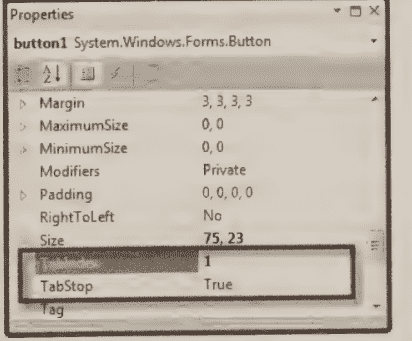 Properties
button1 System.Windows.Forms.Button
Margin 3, 3, 3, 3
MaximumSize 0, 0
MinimumSize 0, 0
Modifiers Private
Padding 0, 0, 0, 0
RightToLeft No
Size 75, 23
TabIndex 1
TabStop True
Tag